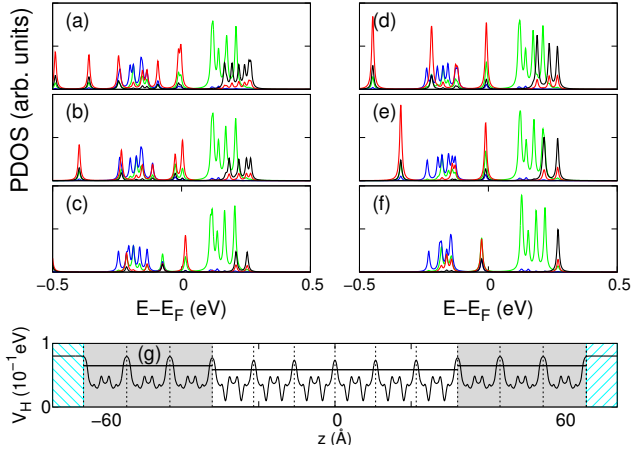 (a)
(d)
(b)
(e)
(c)
(f)
PDOS (arb. units)
−0.5 0 0.5
−0.5 0 0.5
E−E_F (eV)
E−E_F (eV)
(g)
V_H (10^−1 eV)
1
0
−60 0 60
z (Å)